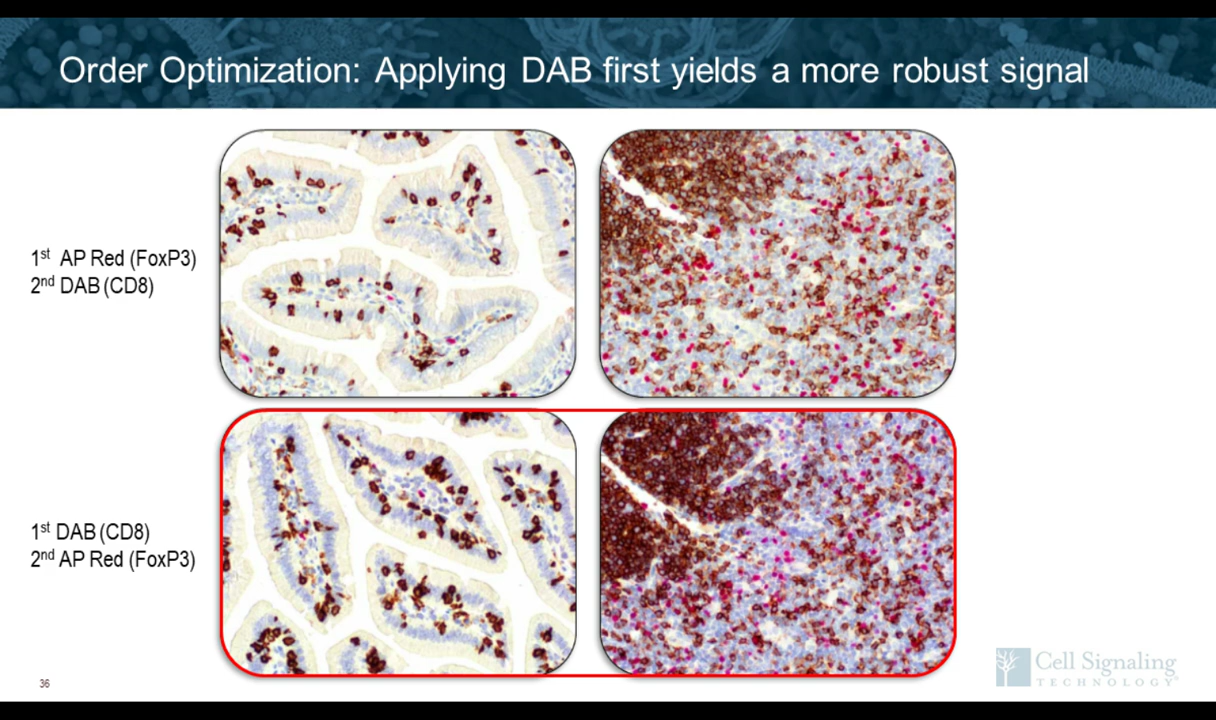 Order Optimization: Applying DAB first yields a more robust signal
1st AP Red (FoxP3)
2nd DAB (CD8)
1st DAB (CD8)
2nd AP Red (FoxP3)
36
Cell Signaling
TECHNOLOGY®